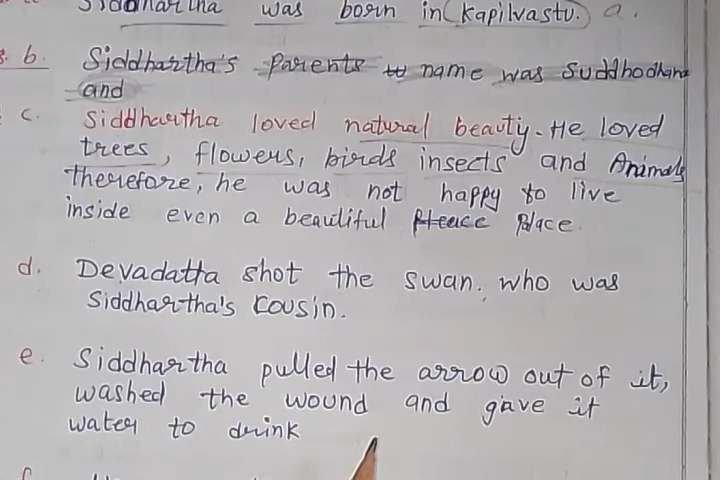 Siddhartha was born in Kapilvastu. a.
b. Siddhartha's Parents name was Suddhodhana
and
c. Siddhartha loved natural beauty. He loved
trees, flowers, birds insects and Animals
therefore, he was not happy to live
inside even a beautiful Place.
d. Devadatta shot the swan. who was
Siddhartha's Cousin.
e. Siddhartha pulled the arrow out of it,
washed the wound and gave it
water to drink